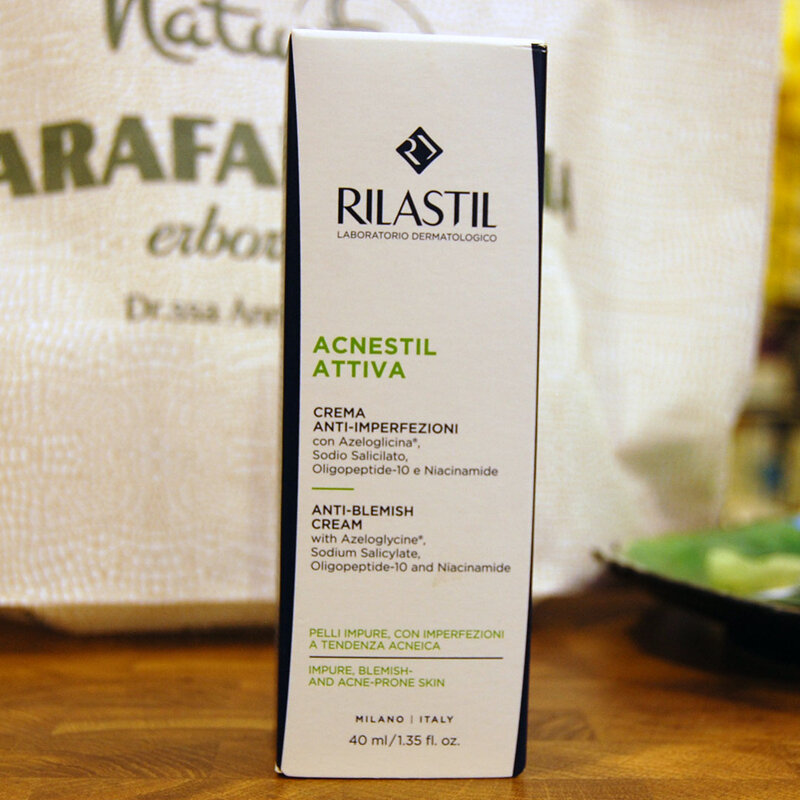 RILASTIL
LABORATORIO DERMATOLOGICO
ACNESTIL
ATTIVA
CREMA
ANTI-IMPERFEZIONI
con Azeloglicina®,
Sodio Salicilato,
Oligopeptide-10 e Niacinamide
ANTI-BLEMISH
CREAM
with Azeloglycine®,
Sodium Salicylate,
Oligopeptide-10 and Niacinamide
PELLI IMPURE, CON IMPERFEZIONI
A TENDENZA ACNEICA
IMPURE, BLEMISH-
AND ACNE-PRONE SKIN
MILANO | ITALY
40 ml/1.35 fl. oz.
Dr.ssa